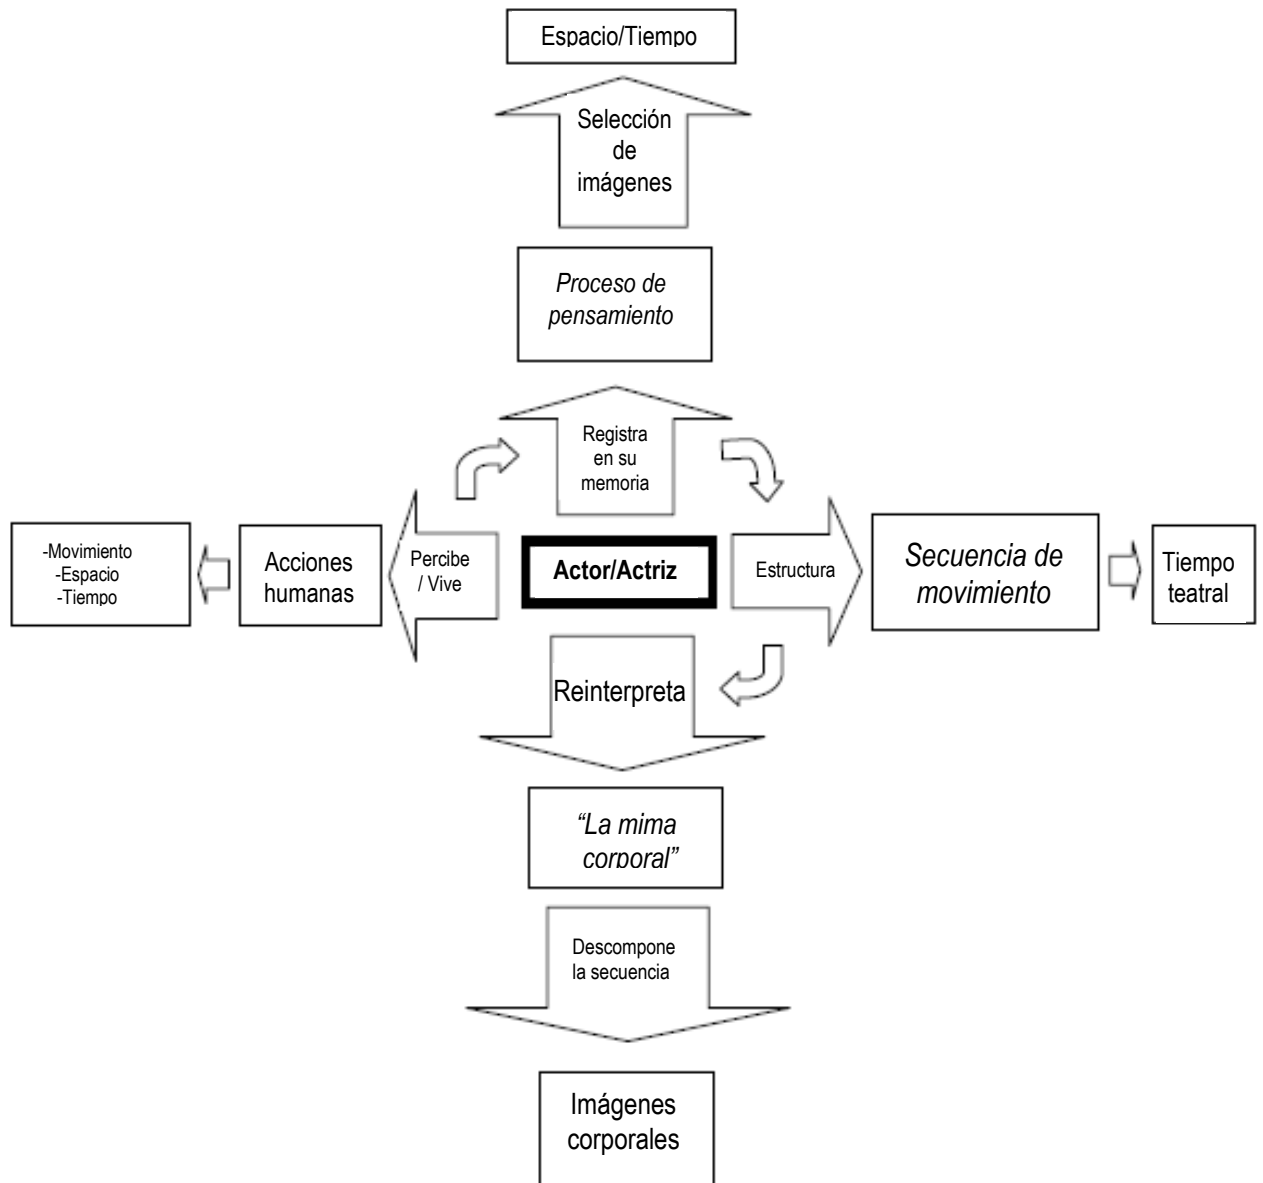 Espacio/Tiempo
Selección
de
imágenes
Proceso de
pensamiento
Registra
en su
memoria
-Movimiento
-Espacio
-Tiempo
Acciones
humanas
Percibe
/ Vive
Actor/Actriz
Estructura
Secuencia de
movimiento
Tiempo
teatral
Reinterpreta
“La mima
corporal”
Descompone
la secuencia
Imágenes
corporales